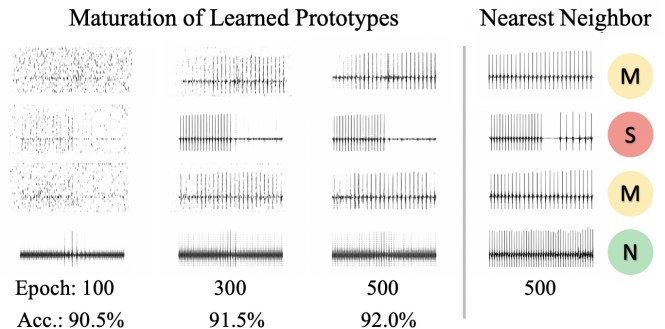 Maturation of Learned Prototypes
Nearest Neighbor
M
S
M
N
Epoch: 100 300 500 500
Acc.: 90.5% 91.5% 92.0%